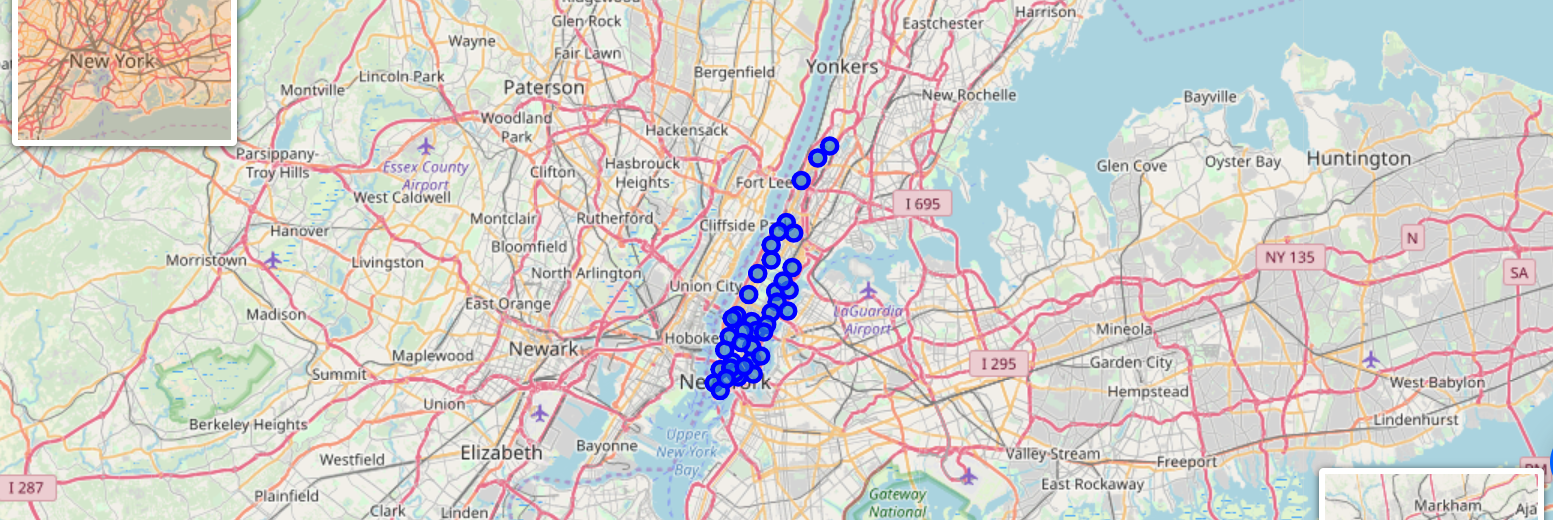 Glen Rock
Eastchester
Harrison
Wayne
Fair Lawn
New York
Bergenfield
Yonkers
Lincoln Park
Montville
Paterson
New Rochelle
Bayville
Woodland
Park
Hackensack
Parsippany-
Troy Hills
Essex County
Airport
Clifton
Hasbrouck
Heights
Fort Lee
Glen Cove
Oyster Bay
Huntington
West Caldwell
I 695
Montclair
Rutherford
Cliffside
Hanover
Bloomfield
N
Morristown
Livingston
North Arlington
NY 135
SA
Union City
East Orange
Madison
LaGuardia
Airport
Mineola
Newark
Maplewood
I 295
Garden City
Summit
West Babylon
Hempstead
Union
Berkeley Heights
Lindenhurst
Upper
New York
Bay
Bayonne
Elizabeth
Westfield
Valley Stream
Freeport
I 287
East Rockaway
Plainfield
Gateway
National
Clark
Linden
Markham